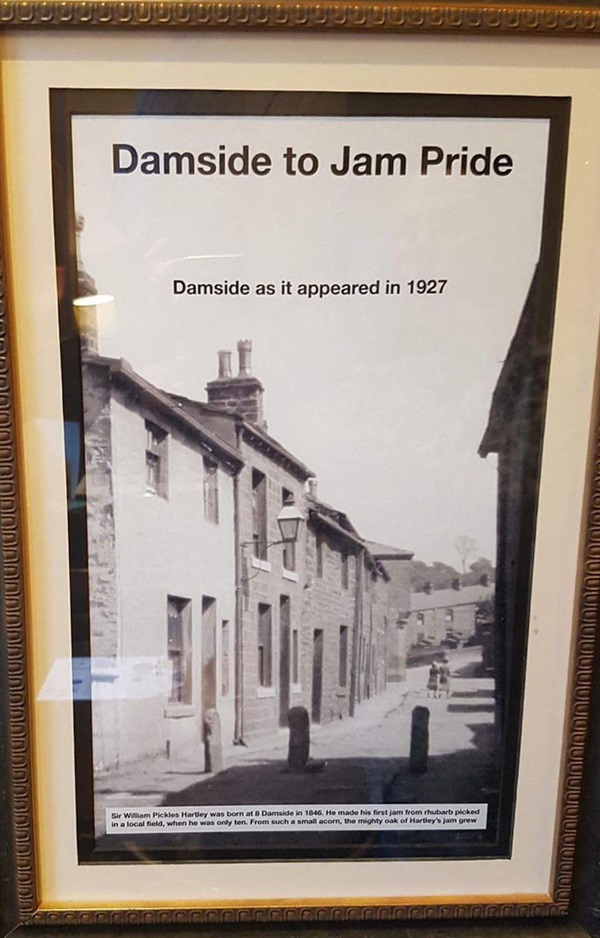 Damside to Jam Pride
Damside as it appeared in 1927
Sir William Pickles Hartley was born at 8 Damside in 1846. He made his first jam from rhubarb picked
in a local field, when he was only ten. From such a small acorn, the mighty oak of Hartley's jam grew